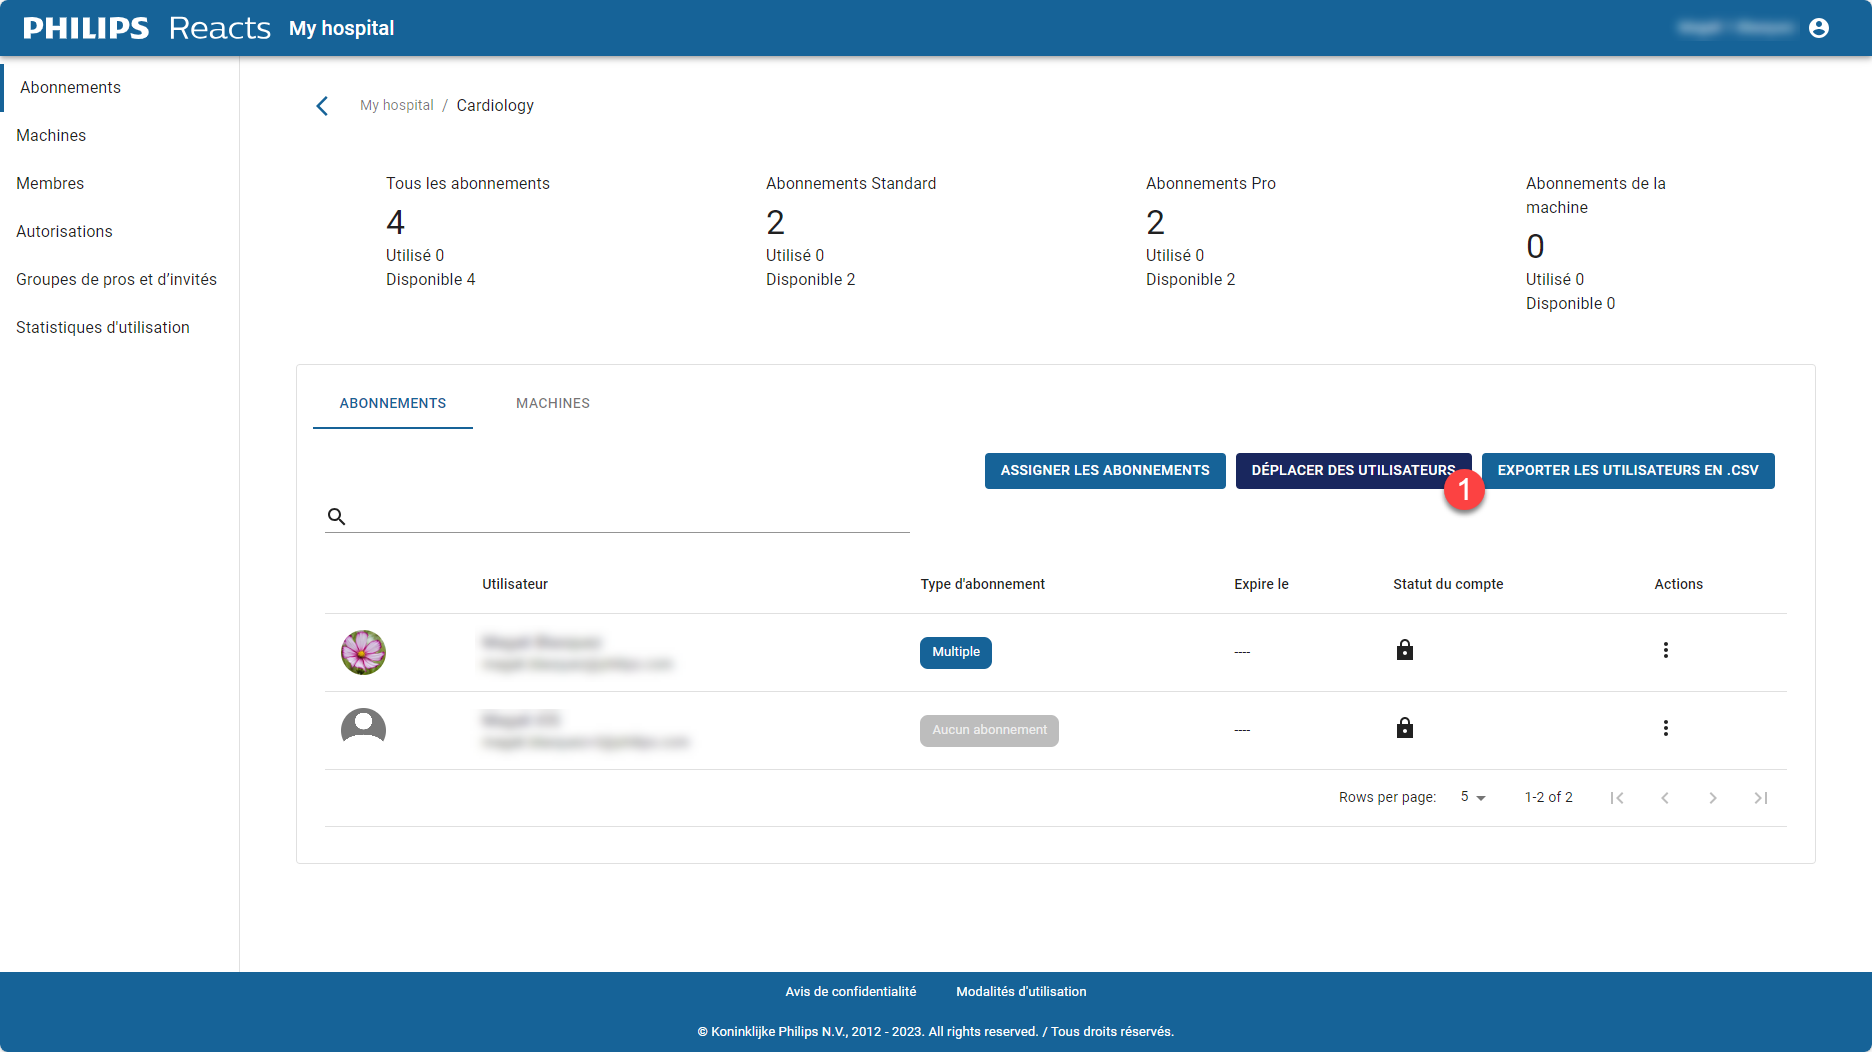 PHILIPS Reacts My hospital
Abonnements
Machines
Membres
Autorisations
Groupes de pros et d’invités
Statistiques d'utilisation
My hospital / Cardiology
Tous les abonnements
4
Utilisé 0
Disponible 4
Abonnements Standard
2
Utilisé 0
Disponible 2
Abonnements Pro
2
Utilisé 0
Disponible 2
Abonnements de la
machine
0
Utilisé 0
Disponible 0
ABONNEMENTS MACHINES
ASSIGNER LES ABONNEMENTS DÉPLACER DES UTILISATEURS EXPORTER LES UTILISATEURS EN .CSV
1
Utilisateur Type d'abonnement Expire le Statut du compte Actions
Multiple ----
Aucun abonnement ----
Rows per page: 5 1-2 of 2
Avis de confidentialité Modalités d'utilisation
© Koninklijke Philips N.V., 2012 - 2023. All rights reserved. / Tous droits réservés.